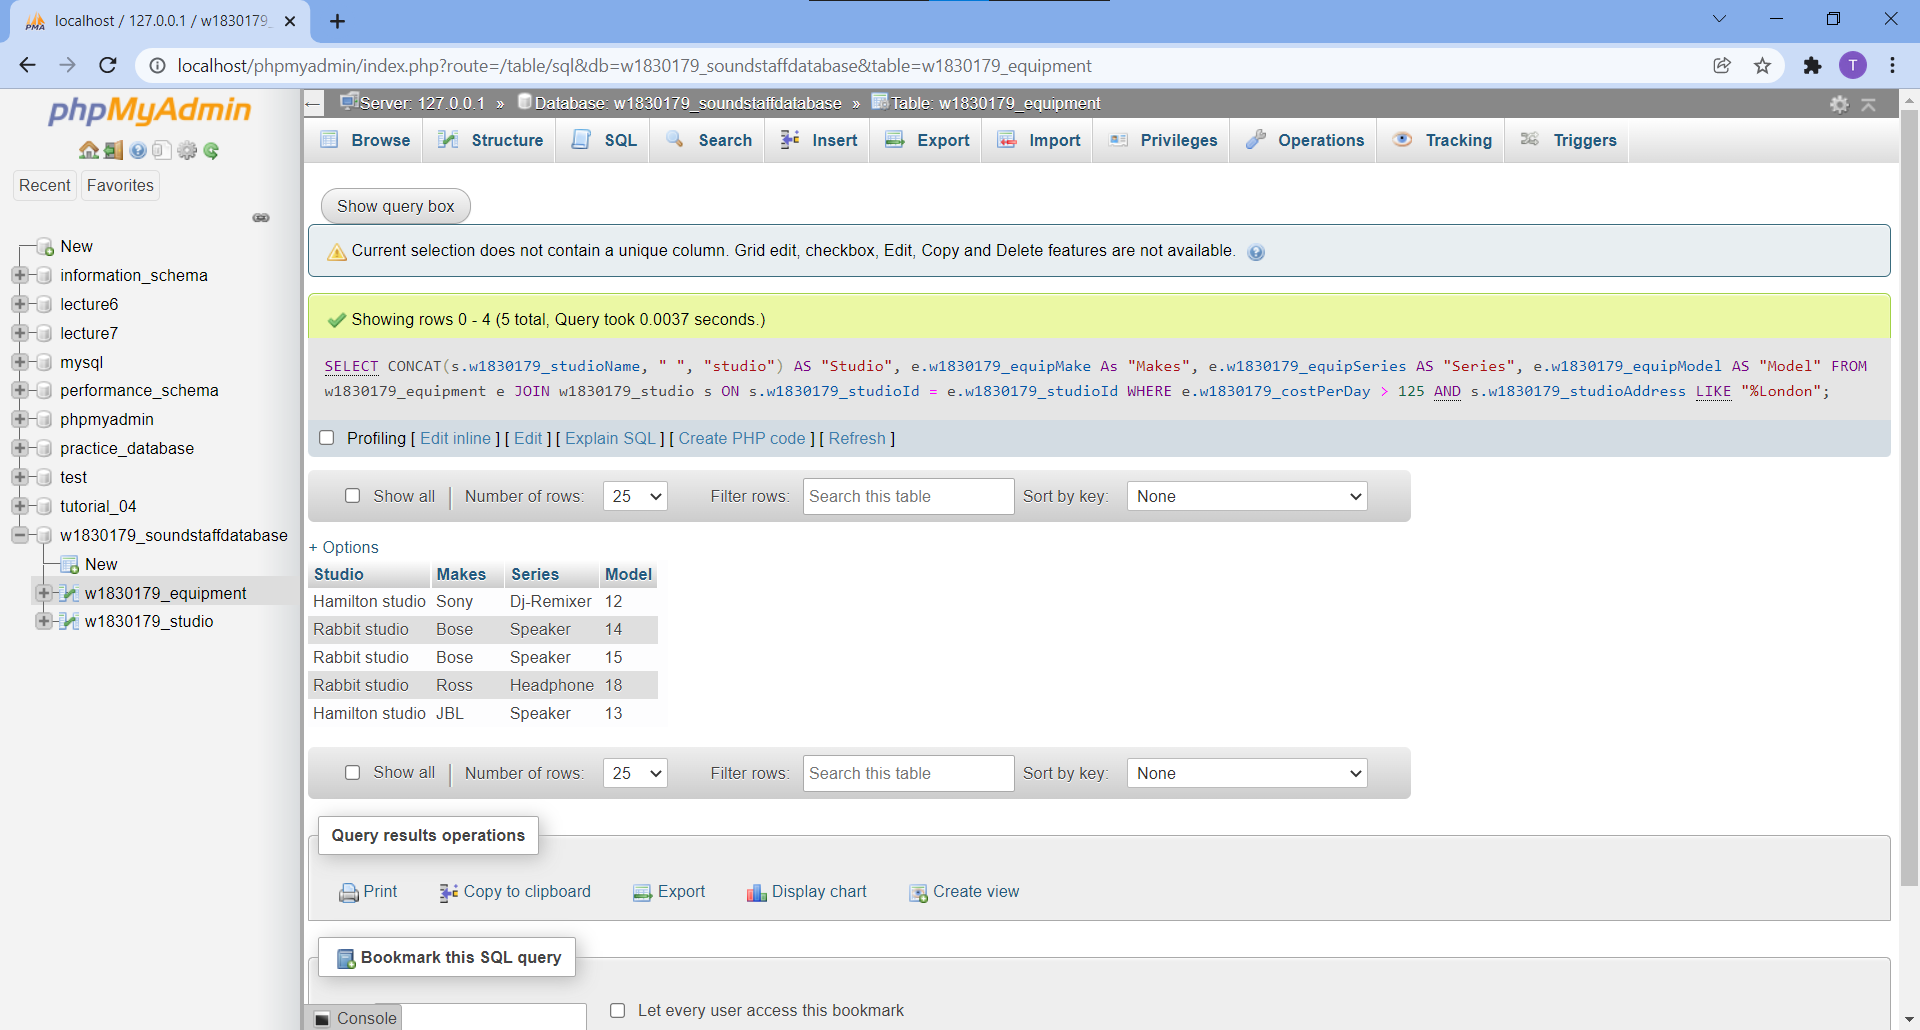 localhost / 127.0.0.1 / w1830179_
localhost/phpmyadmin/index.php?route=/table/sql&db=w1830179_soundstaffdatabase&table=w1830179_equipment
T
phpMyAdmin
Recent Favorites
New
information_schema
lecture6
lecture7
mysql
performance_schema
phpmyadmin
practice_database
test
tutorial_04
w1830179_soundstaffdatabase
New
w1830179_equipment
w1830179_studio
Server: 127.0.0.1 » Database: w1830179_soundstaffdatabase » Table: w1830179_equipment
Browse Structure SQL Search Insert Export Import Privileges Operations Tracking Triggers
Show query box
Current selection does not contain a unique column. Grid edit, checkbox, Edit, Copy and Delete features are not available.
Showing rows 0 - 4 (5 total, Query took 0.0037 seconds.)
SELECT CONCAT(s.w1830179_studioName, " ", "studio") AS "Studio", e.w1830179_equipMake As "Makes", e.w1830179_equipSeries AS "Series", e.w1830179_equipModel AS "Model" FROM
w1830179_equipment e JOIN w1830179_studio s ON s.w1830179_studioId = e.w1830179_studioId WHERE e.w1830179_costPerDay > 125 AND s.w1830179_studioAddress LIKE "%London";
Profiling [ Edit inline ] [ Edit ] [ Explain SQL ] [ Create PHP code ] [ Refresh ]
Show all | Number of rows: 25 Filter rows: Search this table Sort by key: None
+ Options
Studio Makes Series Model
Hamilton studio Sony Dj-Remixer 12
Rabbit studio Bose Speaker 14
Rabbit studio Bose Speaker 15
Rabbit studio Ross Headphone 18
Hamilton studio JBL Speaker 13
Show all | Number of rows: 25 Filter rows: Search this table Sort by key: None
Query results operations
Print Copy to clipboard Export Display chart Create view
Bookmark this SQL query
Let every user access this bookmark
Console